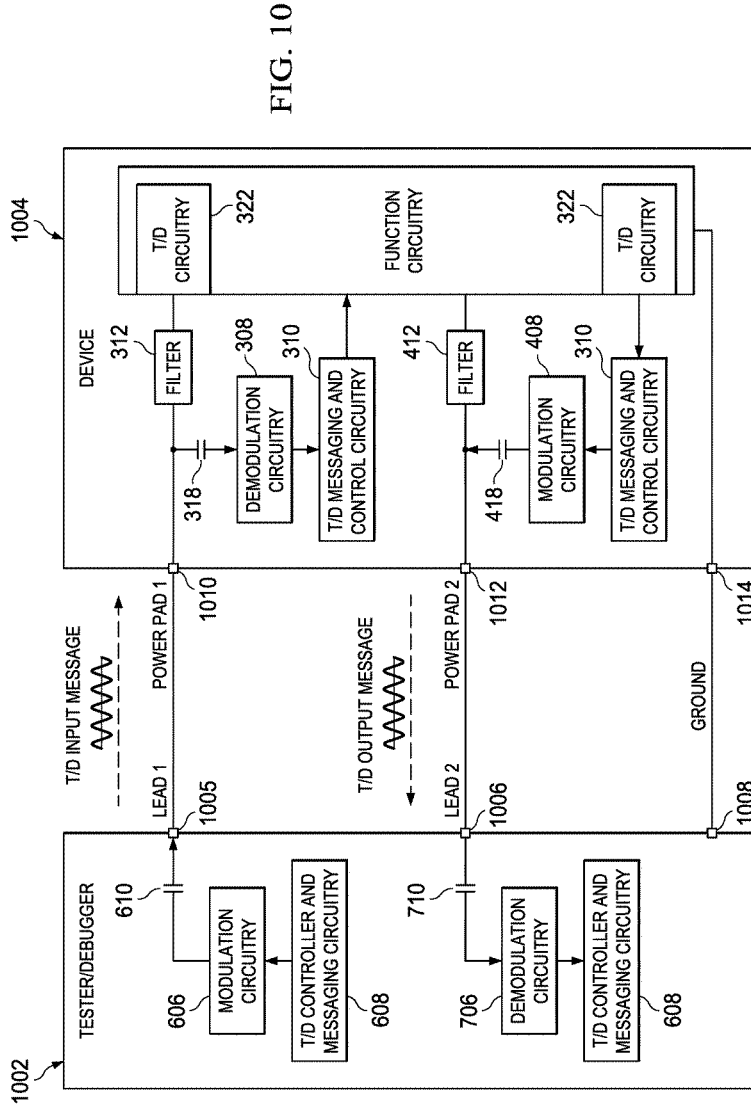 FIG. 10
1002
TESTER/DEBUGGER
606
MODULATION
CIRCUITRY
610
T/D CONTROLLER AND
MESSAGING CIRCUITRY
608
710
706
DEMODULATION
CIRCUITRY
T/D CONTROLLER AND
MESSAGING CIRCUITRY
608
T/D INPUT MESSAGE
LEAD 1
POWER PAD 1
1005
1010
T/D OUTPUT MESSAGE
LEAD 2
POWER PAD 2
1006
1012
GROUND
1008
1014
1004
DEVICE
312
FILTER
318
DEMODULATION
CIRCUITRY
308
T/D MESSAGING AND
CONTROL CIRCUITRY
310
412
FILTER
418
MODULATION
CIRCUITRY
408
T/D MESSAGING AND
CONTROL CIRCUITRY
310
T/D
CIRCUITRY
322
FUNCTION
CIRCUITRY
T/D
CIRCUITRY
322